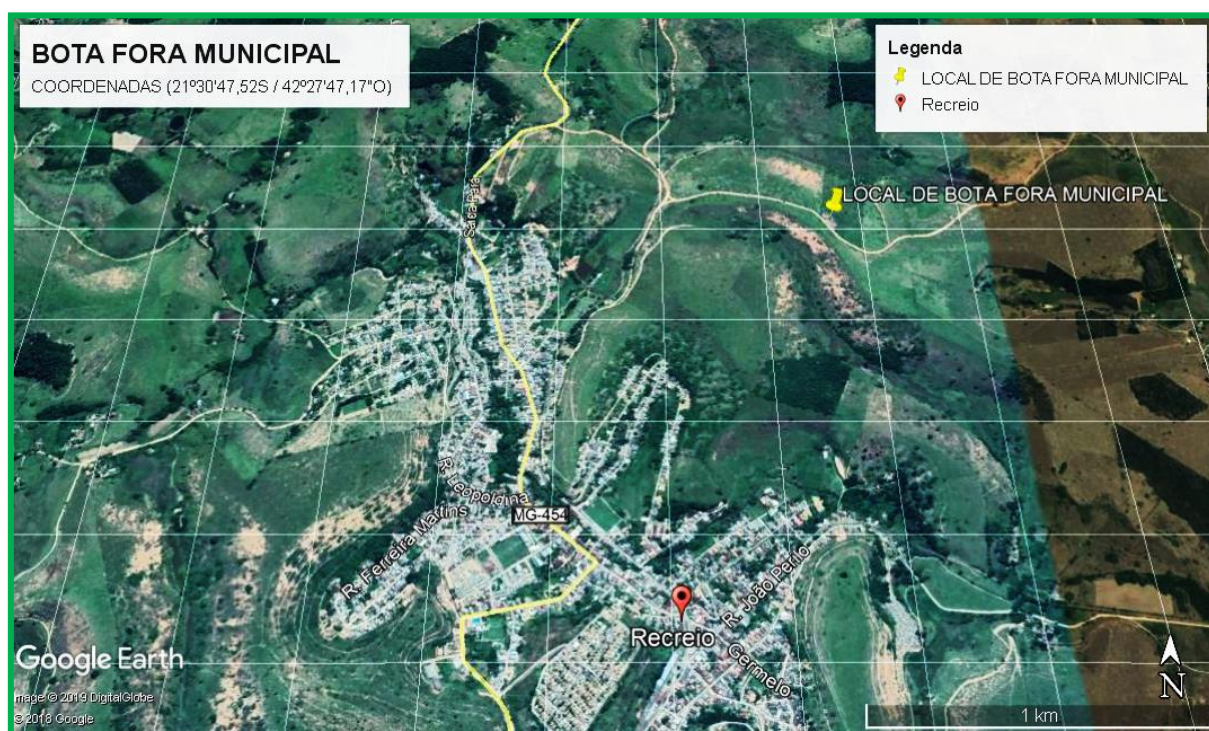 BOTA FORA MUNICIPAL
COORDENADAS (21º30'47,52S / 42º27'47,17"O)
Legenda
LOCAL DE BOTA FORA MUNICIPAL
Recreio
LOCAL DE BOTA FORA MUNICIPAL
R. Leopoldina
MG-454
R. Ferreira Martins
R. João Perlo
Recreio
Germelo
Google Earth
Image © 2019 DigitalGlobe
© 2018 Google
1 km
N